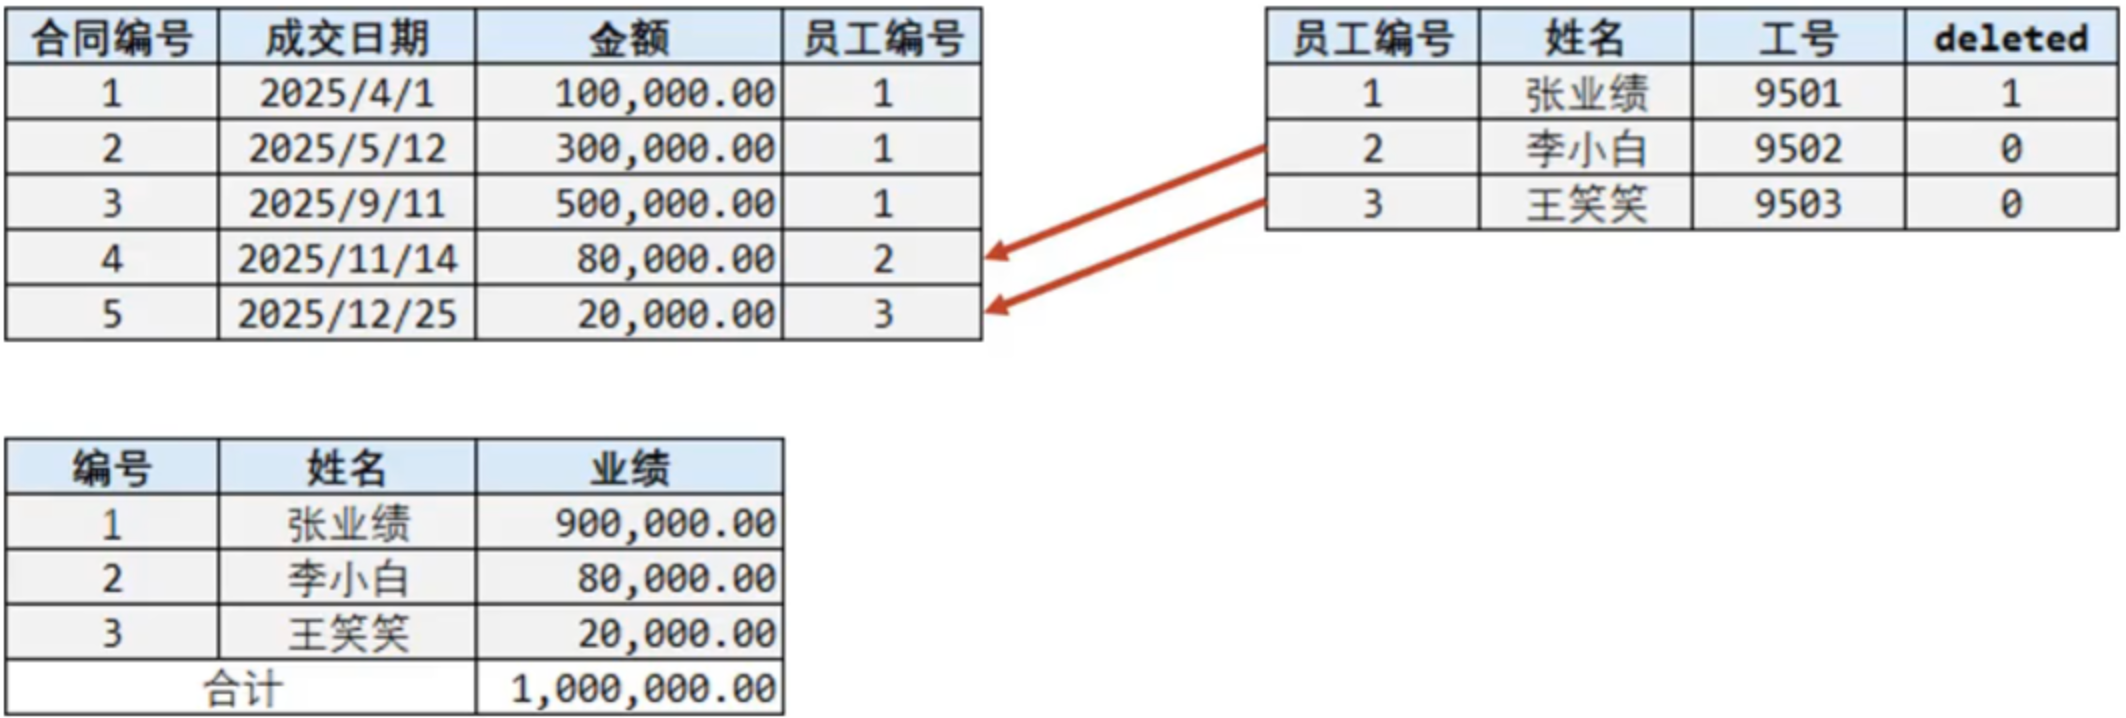 合同编号 成交日期 金额 员工编号
1 2025/4/1 100,000.00 1
2 2025/5/12 300,000.00 1
3 2025/9/11 500,000.00 1
4 2025/11/14 80,000.00 2
5 2025/12/25 20,000.00 3
员工编号 姓名 工号 deleted
1 张业绩 9501 1
2 李小白 9502 0
3 王笑笑 9503 0
编号 姓名 业绩
1 张业绩 900,000.00
2 李小白 80,000.00
3 王笑笑 20,000.00
合计 1,000,000.00